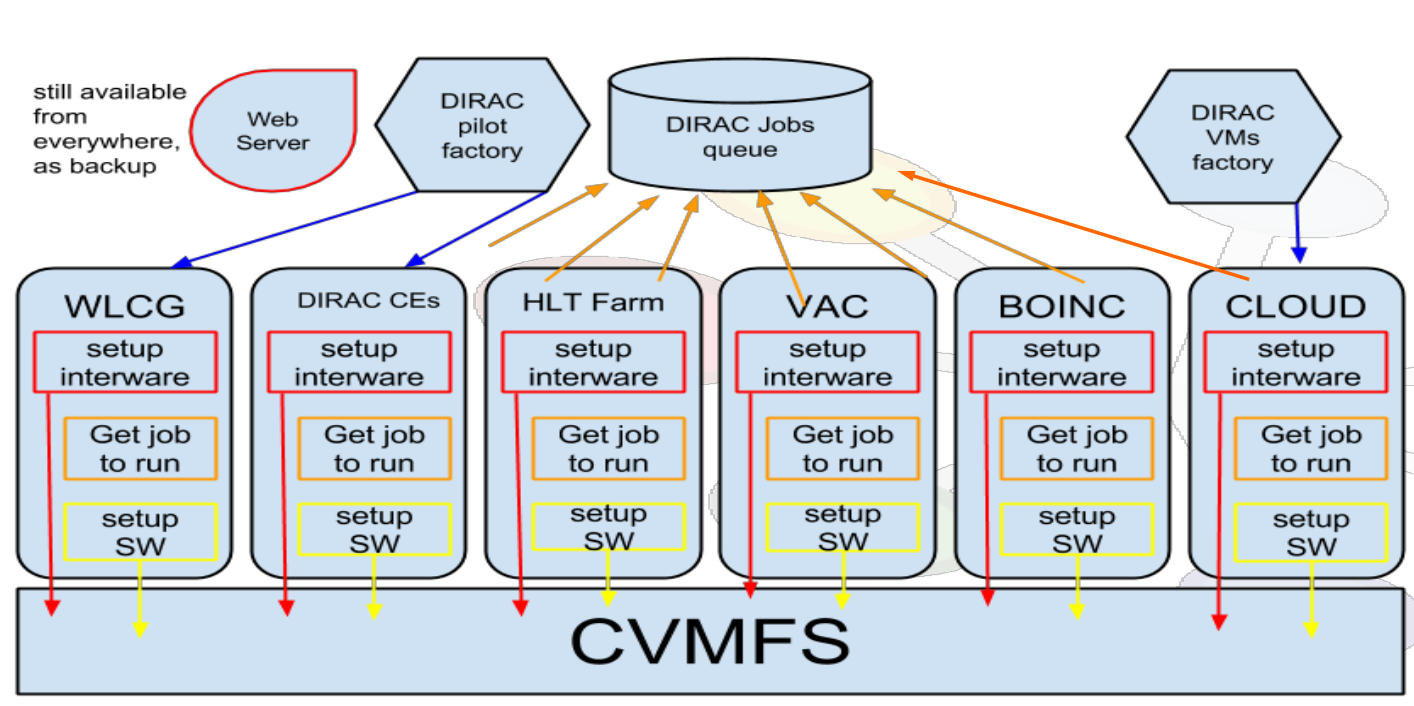 still available
from
everywhere,
as backup
Web
Server
DIRAC
pilot
factory
DIRAC Jobs
queue
DIRAC
VMs
factory
WLCG
setup
interware
Get job
to run
setup
SW
DIRAC CEs
setup
interware
Get job
to run
setup
SW
HLT Farm
setup
interware
Get job
to run
setup
SW
VAC
setup
interware
Get job
to run
setup
SW
BOINC
setup
interware
Get job
to run
setup
SW
CLOUD
setup
interware
Get job
to run
setup
SW
CVMFS